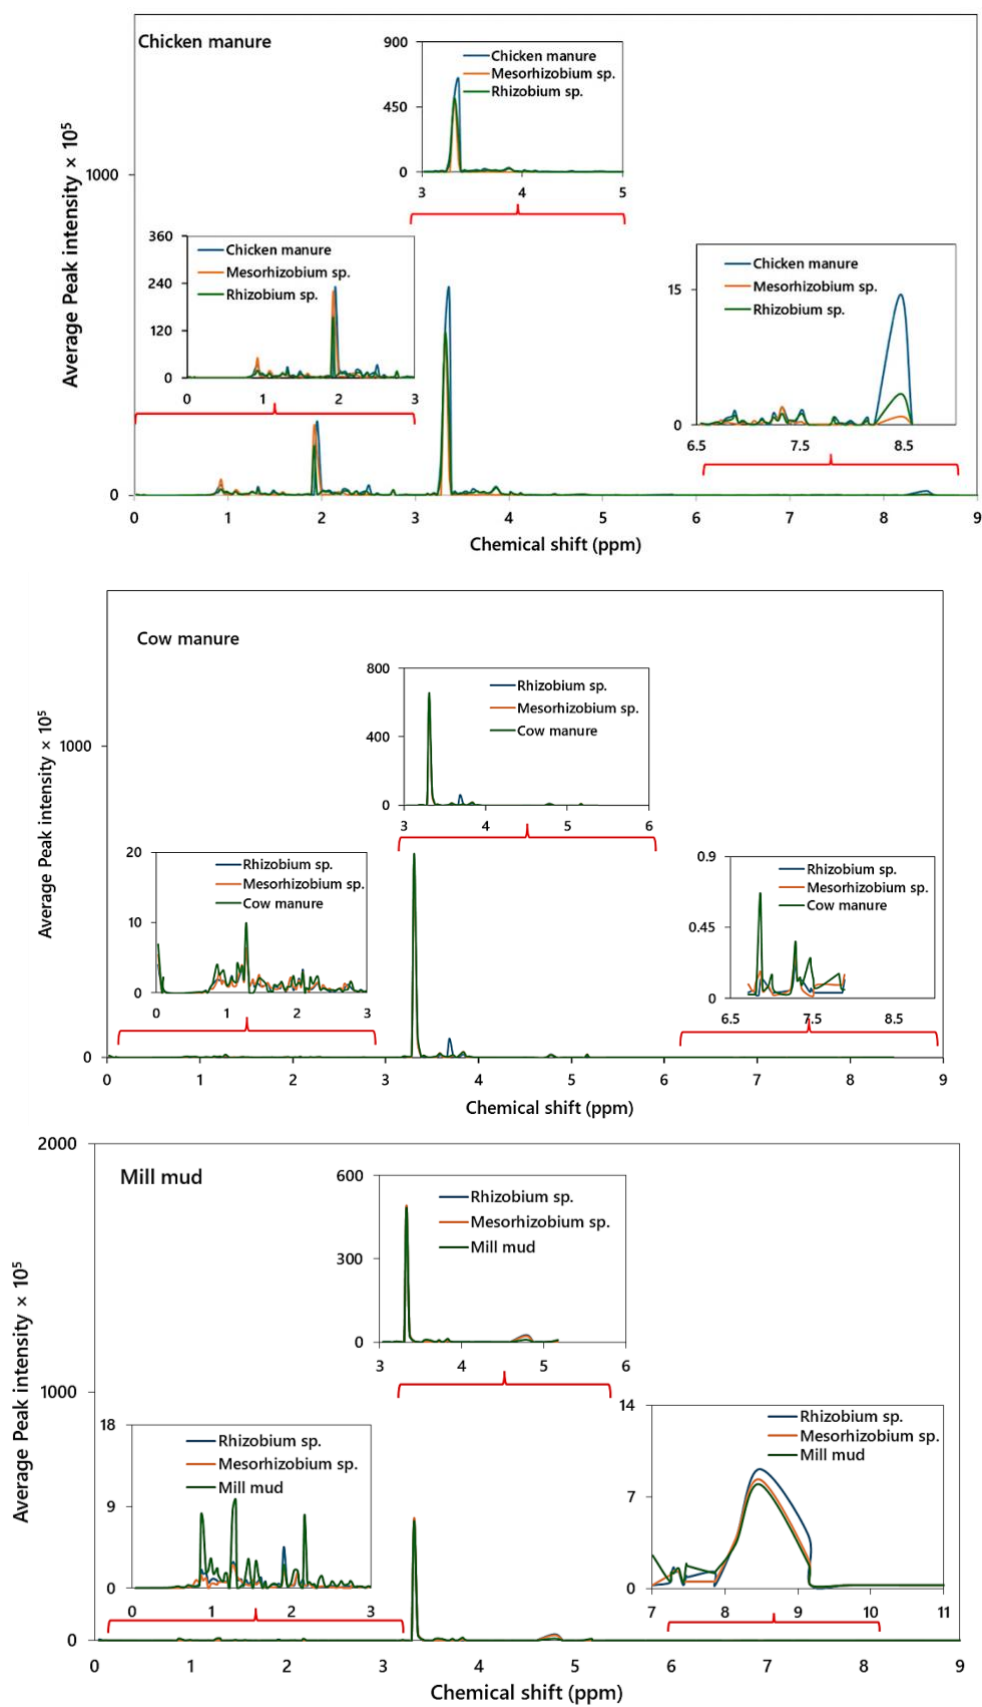 Chicken manure
Average Peak intensity × 10⁵
1000
0
900
450
0
Chicken manure
Mesorhizobium sp.
Rhizobium sp.
3 4 5
360
240
120
0
Chicken manure
Mesorhizobium sp.
Rhizobium sp.
0 1 2 3
15
0
Chicken manure
Mesorhizobium sp.
Rhizobium sp.
6.5 7.5 8.5
0 1 2 3 4 5 6 7 8 9
Chemical shift (ppm)
Cow manure
Average Peak intensity × 10⁵
1000
0
800
400
0
Rhizobium sp.
Mesorhizobium sp.
Cow manure
3 4 5 6
20
10
0
Rhizobium sp.
Mesorhizobium sp.
Cow manure
0 1 2 3
0.9
0.45
0
Rhizobium sp.
Mesorhizobium sp.
Cow manure
6.5 7.5 8.5
0 1 2 3 4 5 6 7 8 9
Chemical shift (ppm)
Mill mud
Average Peak intensity × 10⁵
2000
1000
0
600
300
0
Rhizobium sp.
Mesorhizobium sp.
Mill mud
3 4 5 6
18
9
0
Rhizobium sp.
Mesorhizobium sp.
Mill mud
0 1 2 3
14
7
0
Rhizobium sp.
Mesorhizobium sp.
Mill mud
7 8 9 10 11
0 1 2 3 4 5 6 7 8 9
Chemical shift (ppm)